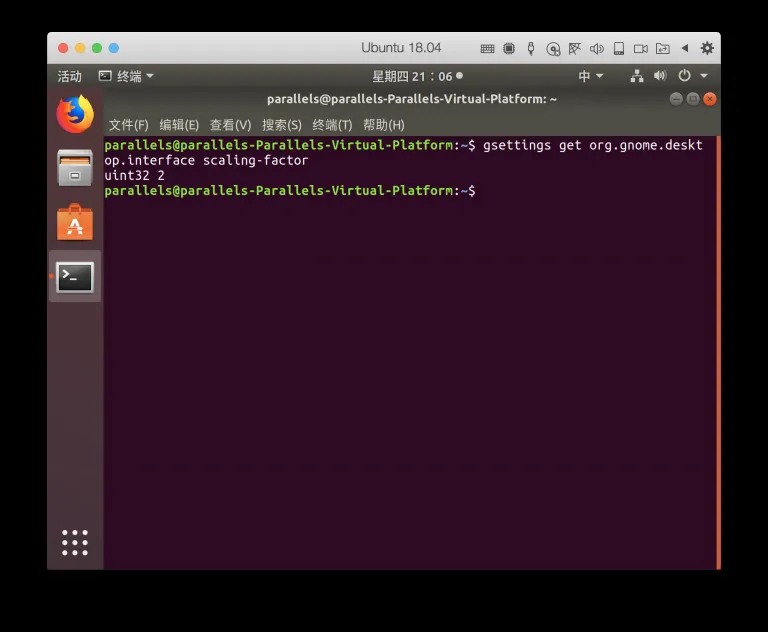 Ubuntu 18.04
活动 终端 星期四 21：06 中
parallels@parallels-Parallels-Virtual-Platform: ~
文件(F) 编辑(E) 查看(V) 搜索(S) 终端(T) 帮助(H)
parallels@parallels-Parallels-Virtual-Platform:~$ gsettings get org.gnome.deskt
op.interface scaling-factor
uint32 2
parallels@parallels-Parallels-Virtual-Platform:~$